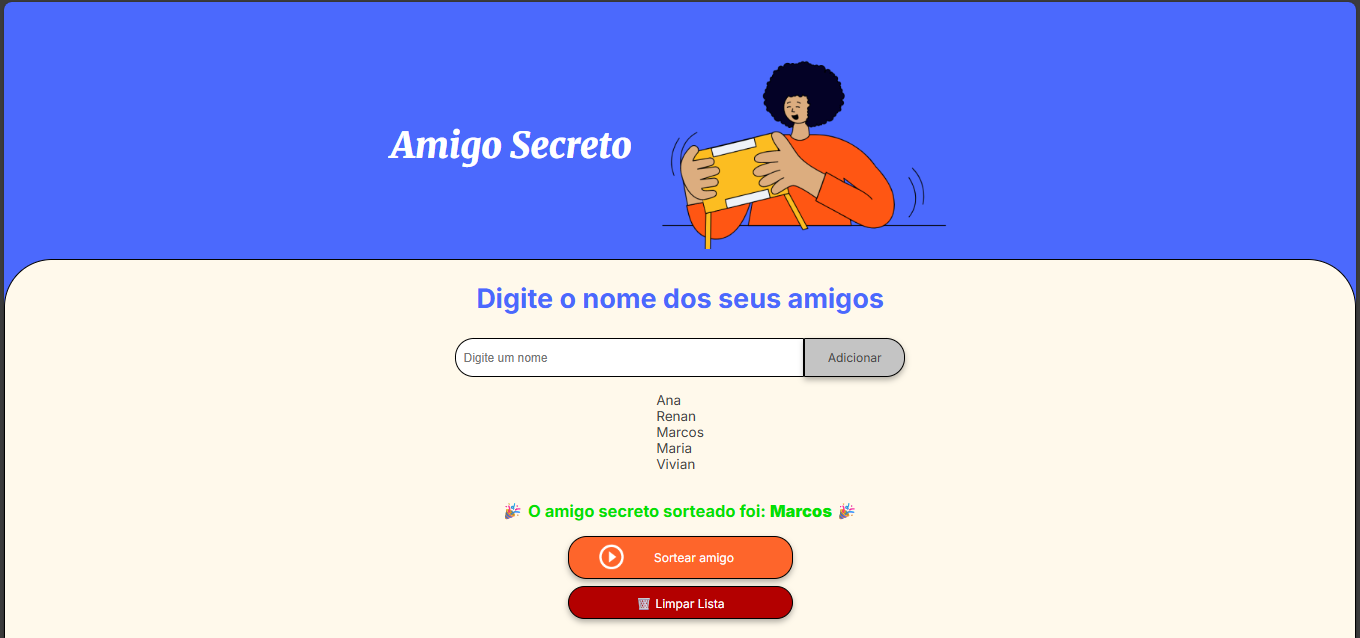 Amigo Secreto
Digite o nome dos seus amigos
Digite um nome
Adicionar
Ana
Renan
Marcos
Maria
Vivian
🎉 O amigo secreto sorteado foi: Marcos 🎉
Sortear amigo
🗑️ Limpar Lista